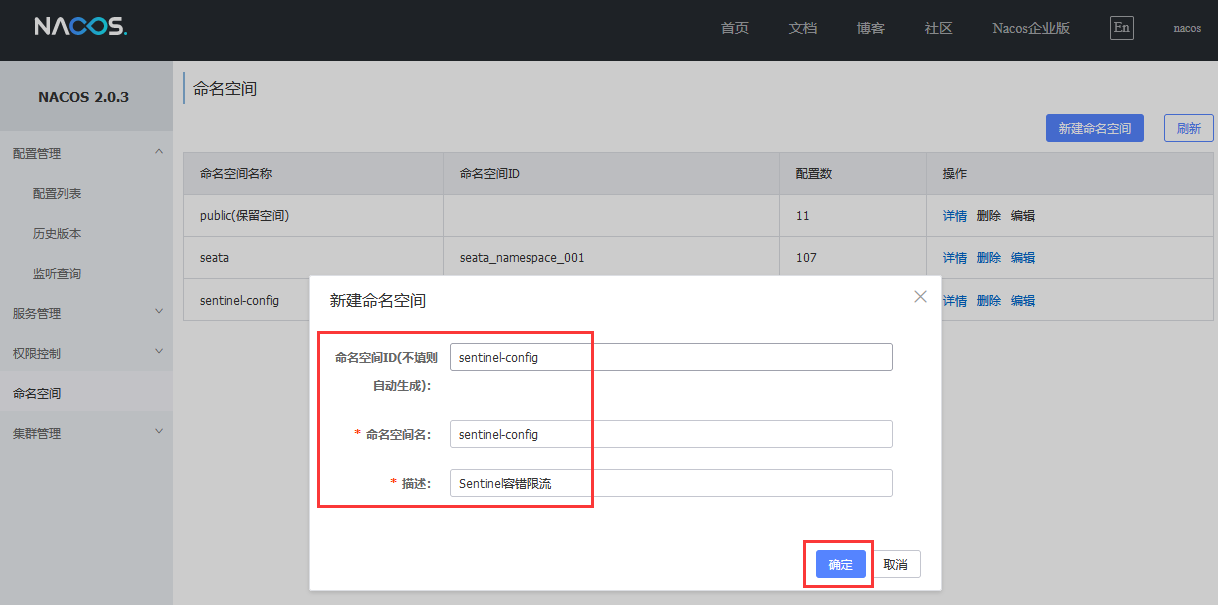 NACOS.
首页 文档 博客 社区 Nacos企业版 En nacos
NACOS 2.0.3
配置管理
配置列表
历史版本
监听查询
服务管理
权限控制
命名空间
集群管理
命名空间
新建命名空间 刷新
命名空间名称 命名空间ID 配置数 操作
public(保留空间) 11 详情 删除 编辑
seata seata_namespace_001 107 详情 删除 编辑
sentinel-config 详情 删除 编辑
新建命名空间
命名空间ID(不填则 sentinel-config
自动生成):
* 命名空间名: sentinel-config
* 描述: Sentinel容错限流
确定 取消